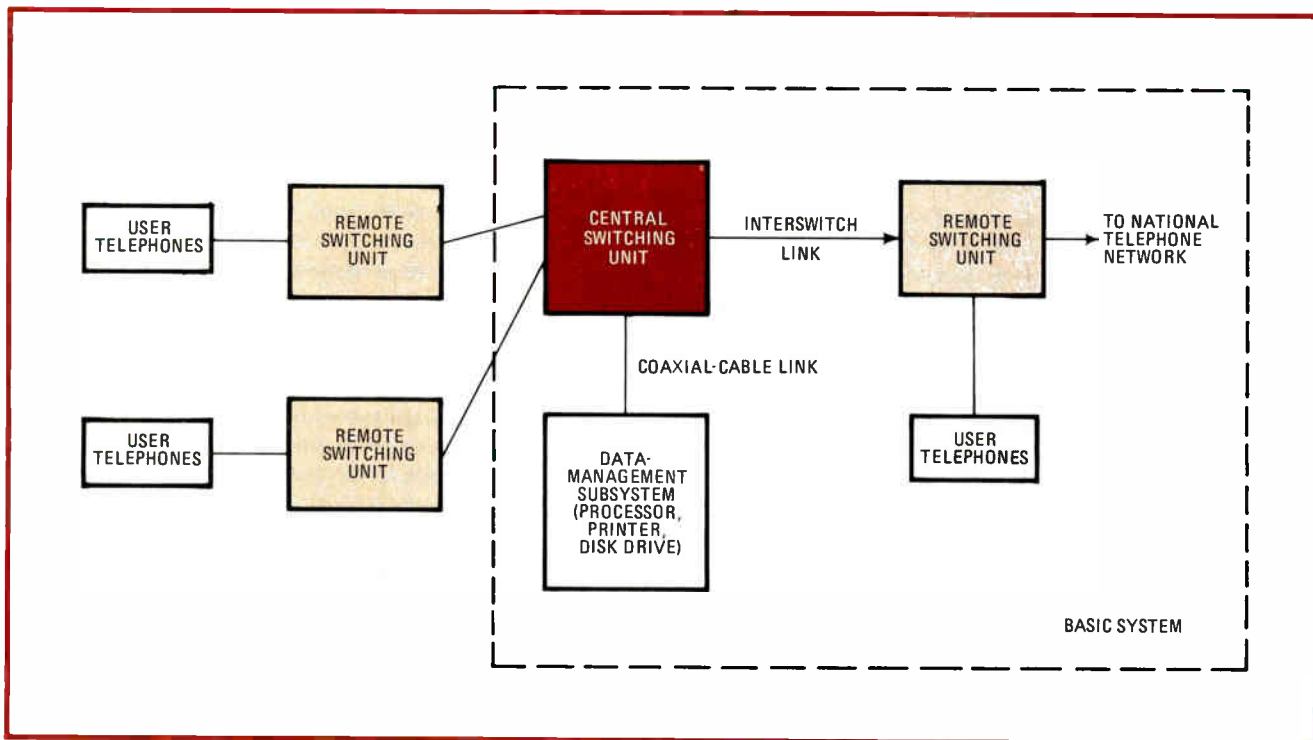 USER
TELEPHONES
REMOTE
SWITCHING
UNIT
CENTRAL
SWITCHING
UNIT
INTERSWITCH
LINK
REMOTE
SWITCHING
UNIT
TO NATIONAL
TELEPHONE
NETWORK
COAXIAL-CABLE LINK
USER
TELEPHONES
REMOTE
SWITCHING
UNIT
DATA-
MANAGEMENT
SUBSYSTEM
(PROCESSOR,
PRINTER,
DISK DRIVE)
USER
TELEPHONES
BASIC SYSTEM